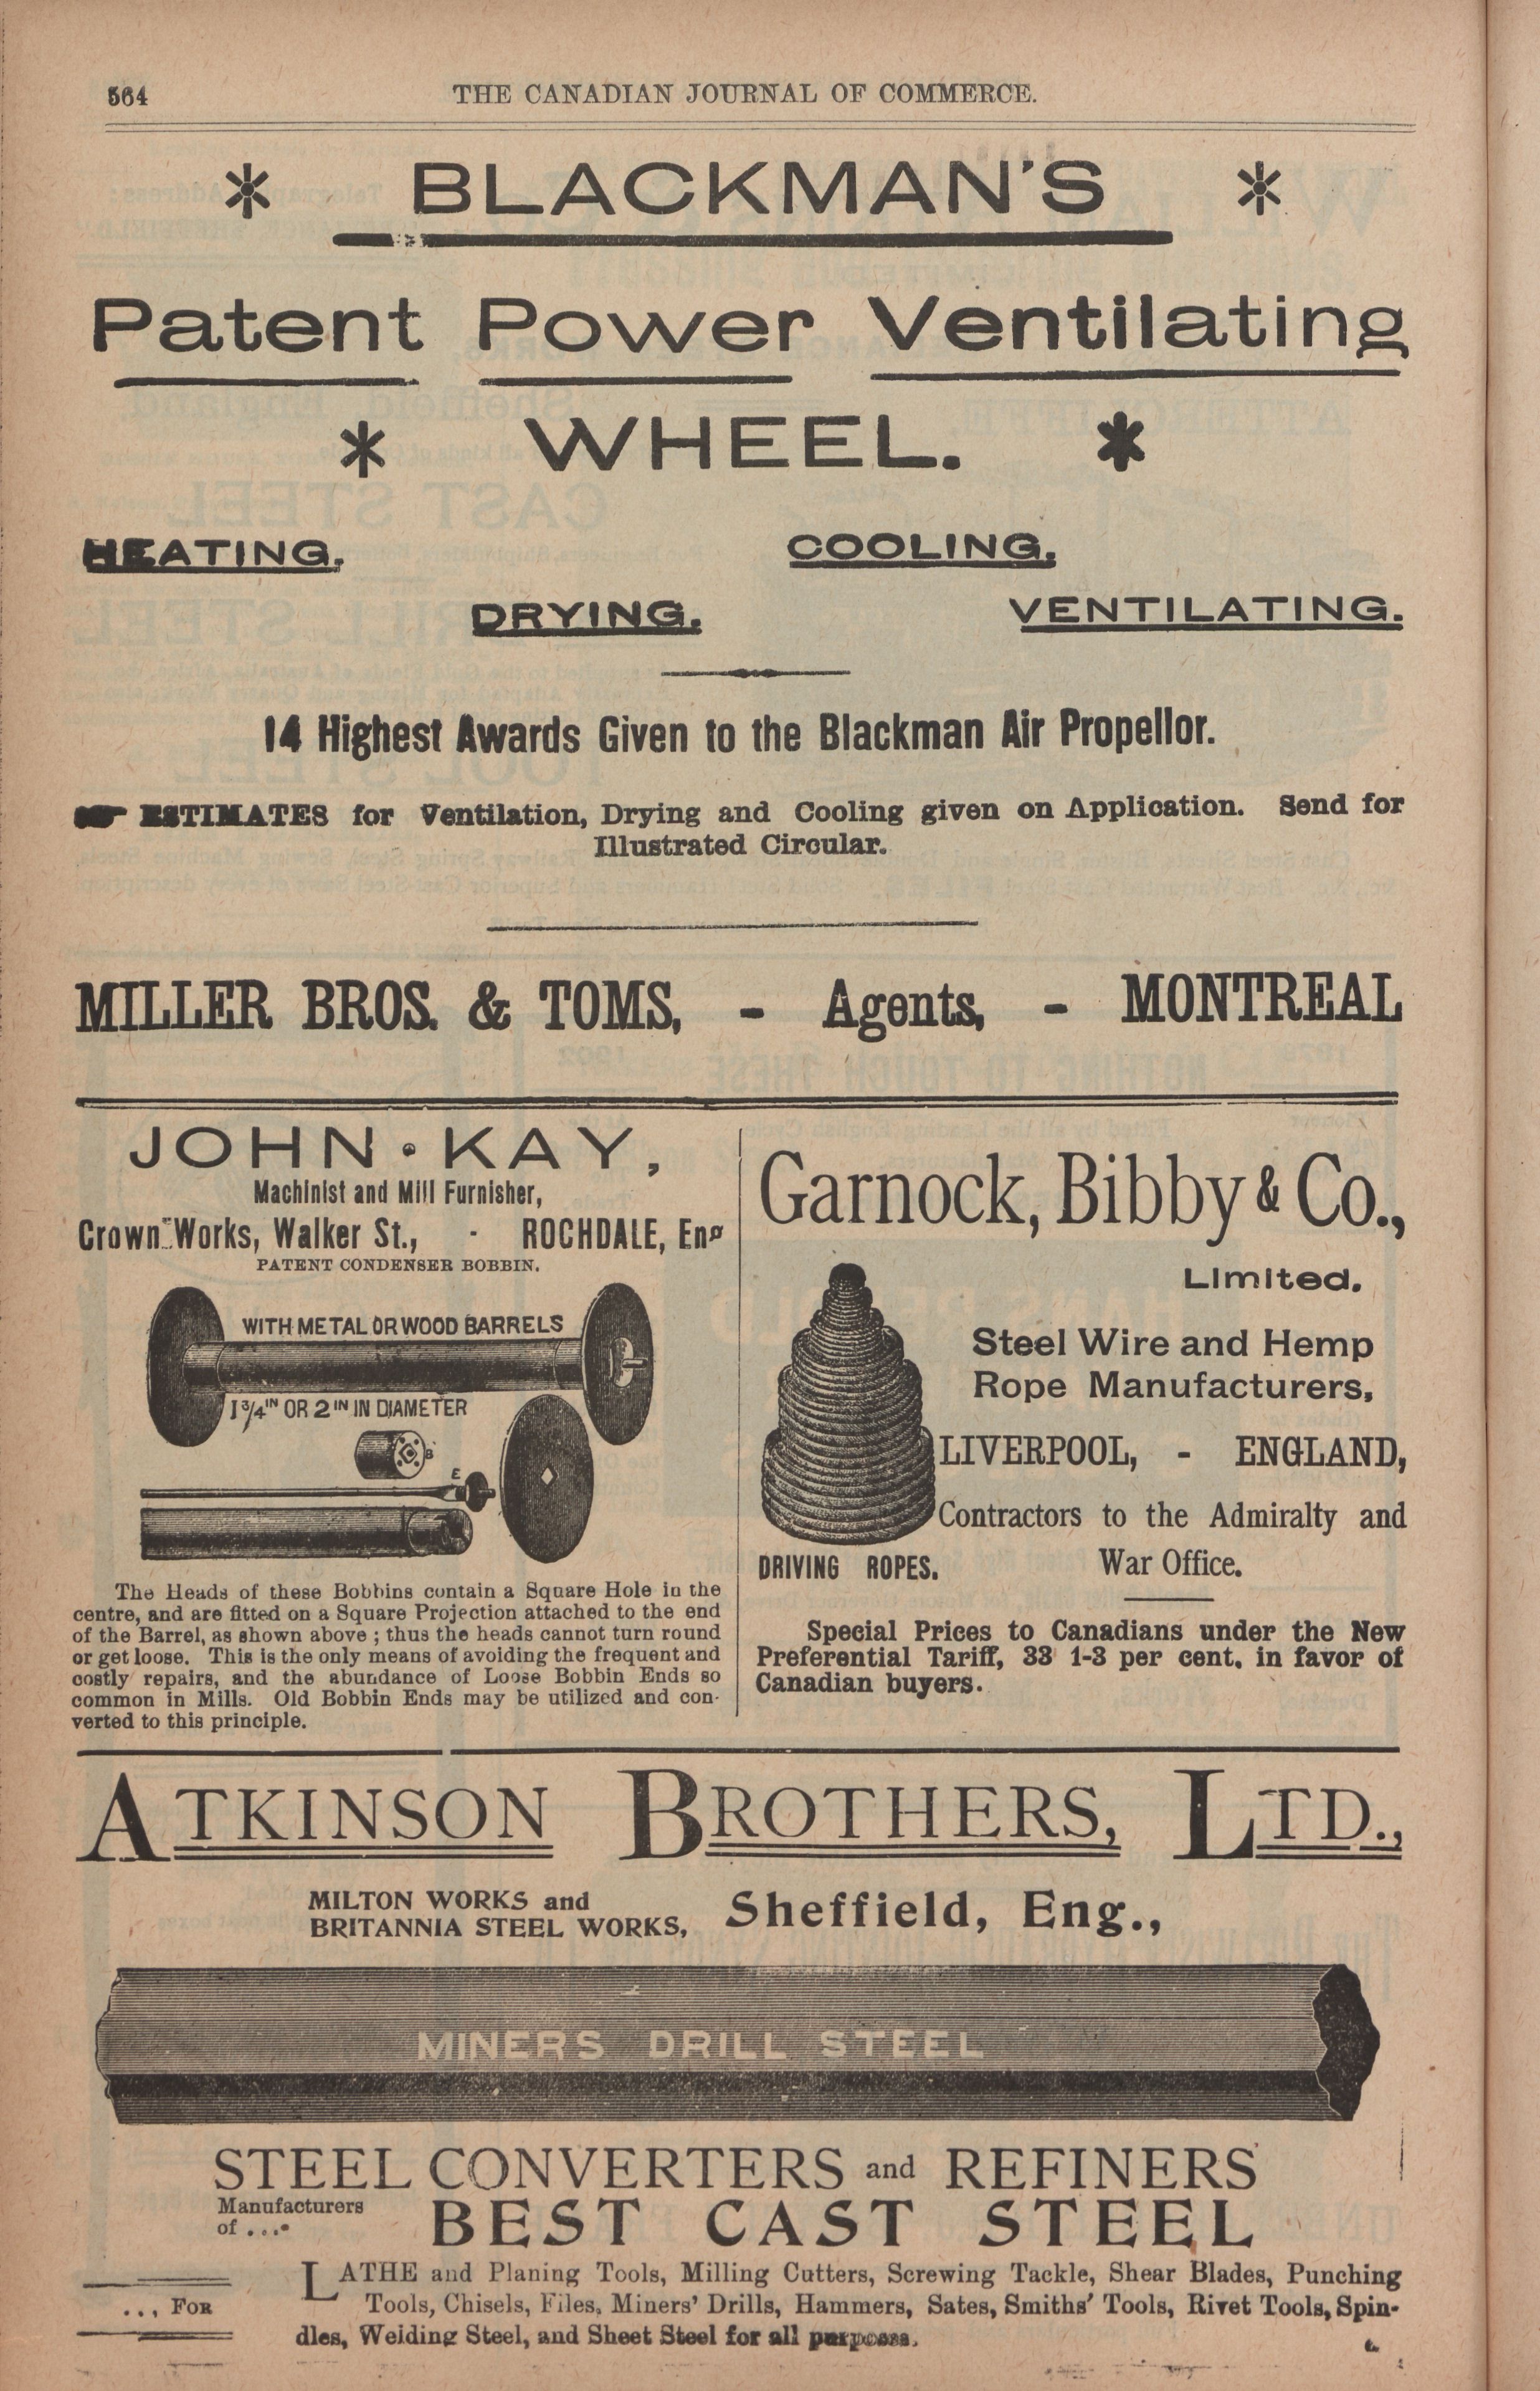 564
THE CANADIAN JOURNAL OF COMMERCE.
* BLACKMAN'S *
Patent Power Ventilating
* WHEEL. *
HEATING.
COOLING.
DRYING.
VENTILATING.
14 Highest Awards Given to the Blackman Air Propellor.
☛ ESTIMATES for Ventilation, Drying and Cooling given on Application. Send for
Illustrated Circular.
MILLER BROS. & TOMS, - Agents, - MONTREAL
JOHN · KAY,
Machinist and Mill Furnisher,
Crown Works, Walker St., - ROCHDALE, Eng
PATENT CONDENSER BOBBIN.
WITH METAL OR WOOD BARRELS
1 3/4 IN OR 2 IN IN DIAMETER
B
E
The Heads of these Bobbins contain a Square Hole in the
centre, and are fitted on a Square Projection attached to the end
of the Barrel, as shown above ; thus the heads cannot turn round
or get loose. This is the only means of avoiding the frequent and
costly repairs, and the abundance of Loose Bobbin Ends so
common in Mills. Old Bobbin Ends may be utilized and con-
verted to this principle.
Garnock, Bibby & Co.,
Limited.
Steel Wire and Hemp
Rope Manufacturers,
LIVERPOOL, - ENGLAND,
Contractors to the Admiralty and
War Office.
DRIVING ROPES.
Special Prices to Canadians under the New
Preferential Tariff, 33 1-3 per cent. in favor of
Canadian buyers.
ATKINSON BROTHERS, LTD.,
MILTON WORKS and
BRITANNIA STEEL WORKS,
Sheffield, Eng.,
MINERS DRILL STEEL
STEEL CONVERTERS and REFINERS
Manufacturers
of ....
BEST CAST STEEL
... FOR
LATHE and Planing Tools, Milling Cutters, Screwing Tackle, Shear Blades, Punching
Tools, Chisels, Files, Miners' Drills, Hammers, Sates, Smiths' Tools, Rivet Tools, Spin-
dles, Welding Steel, and Sheet Steel for all purposes.